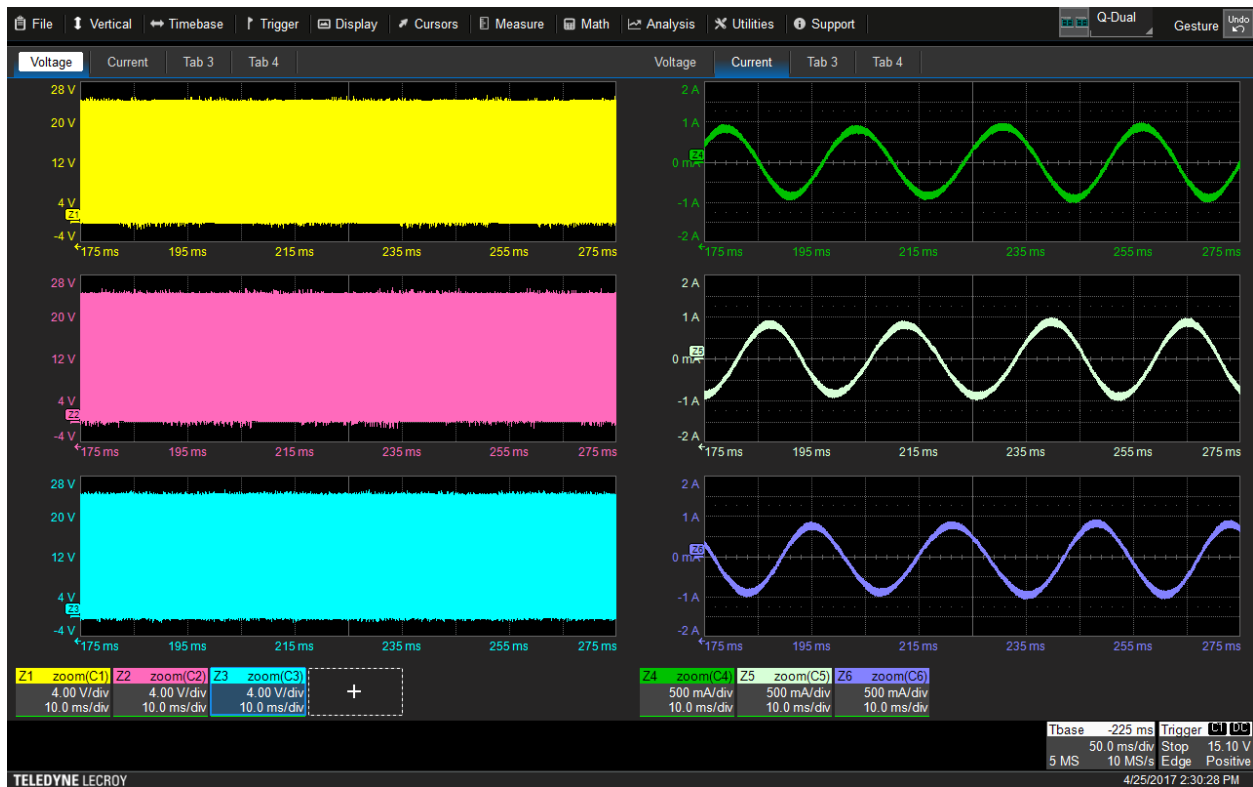 File Vertical Timebase Trigger Display Cursors Measure Math Analysis Utilities Support Q-Dual Gesture Undo
Voltage Current Tab 3 Tab 4
28 V
20 V
12 V
4 V
Z1
-4 V
175 ms 195 ms 215 ms 235 ms 255 ms 275 ms
28 V
20 V
12 V
4 V
Z2
-4 V
175 ms 195 ms 215 ms 235 ms 255 ms 275 ms
28 V
20 V
12 V
4 V
Z3
-4 V
175 ms 195 ms 215 ms 235 ms 255 ms 275 ms
Voltage Current Tab 3 Tab 4
2 A
1 A
0 mA Z4
-1 A
-2 A
175 ms 195 ms 215 ms 235 ms 255 ms 275 ms
2 A
1 A
0 mA Z5
-1 A
-2 A
175 ms 195 ms 215 ms 235 ms 255 ms 275 ms
2 A
1 A
0 mA Z6
-1 A
-2 A
175 ms 195 ms 215 ms 235 ms 255 ms 275 ms
Z1 zoom(C1) Z2 zoom(C2) Z3 zoom(C3)
4.00 V/div 4.00 V/div 4.00 V/div +
10.0 ms/div 10.0 ms/div 10.0 ms/div
Z4 zoom(C4) Z5 zoom(C5) Z6 zoom(C6)
500 mA/div 500 mA/div 500 mA/div
10.0 ms/div 10.0 ms/div 10.0 ms/div
Tbase -225 ms Trigger C1 DC
50.0 ms/div Stop 15.10 V
5 MS 10 MS/s Edge Positive
TELEDYNE LECROY 4/25/2017 2:30:28 PM